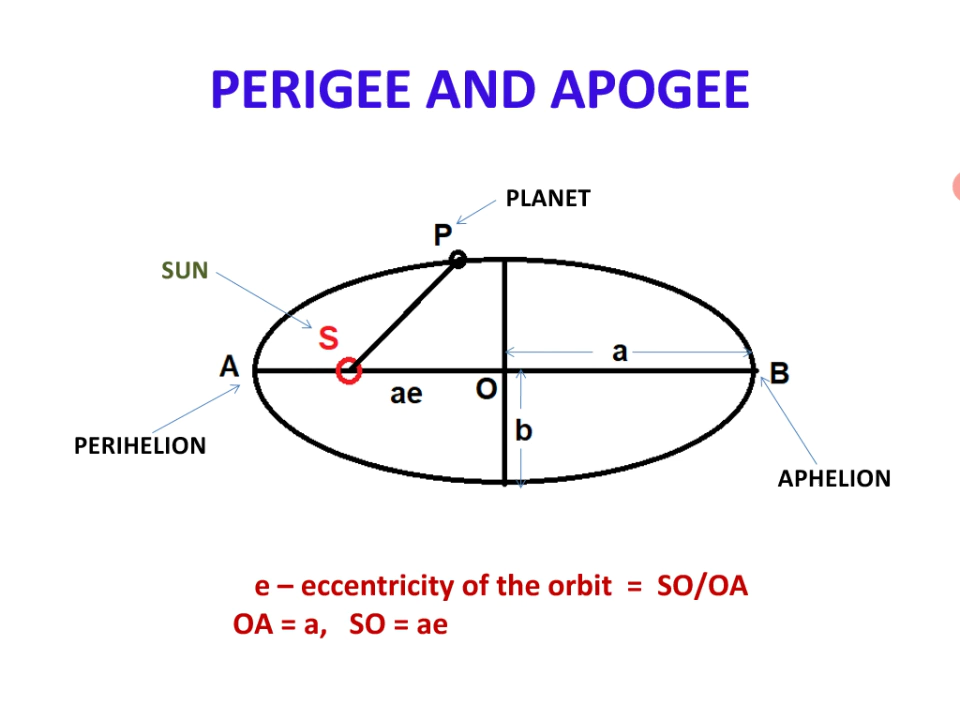 PERIGEE AND APOGEE
PLANET
P
SUN
S
a
A
B
ae
O
b
PERIHELION
APHELION
e – eccentricity of the orbit = SO/OA
OA = a, SO = ae